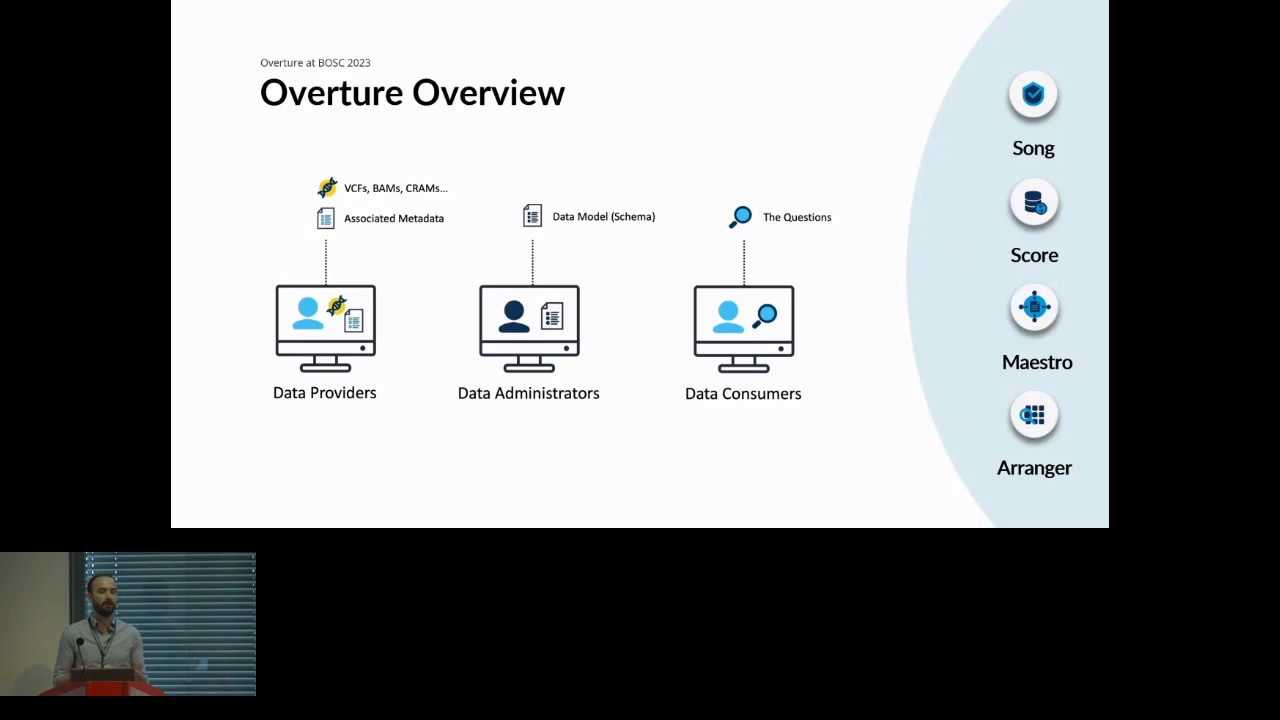 Overture at BOSC 2023
Overture Overview
VCFs, BAMs, CRAMs...
Associated Metadata
Data Model (Schema)
The Questions
Data Providers
Data Administrators
Data Consumers
Song
Score
Maestro
Arranger